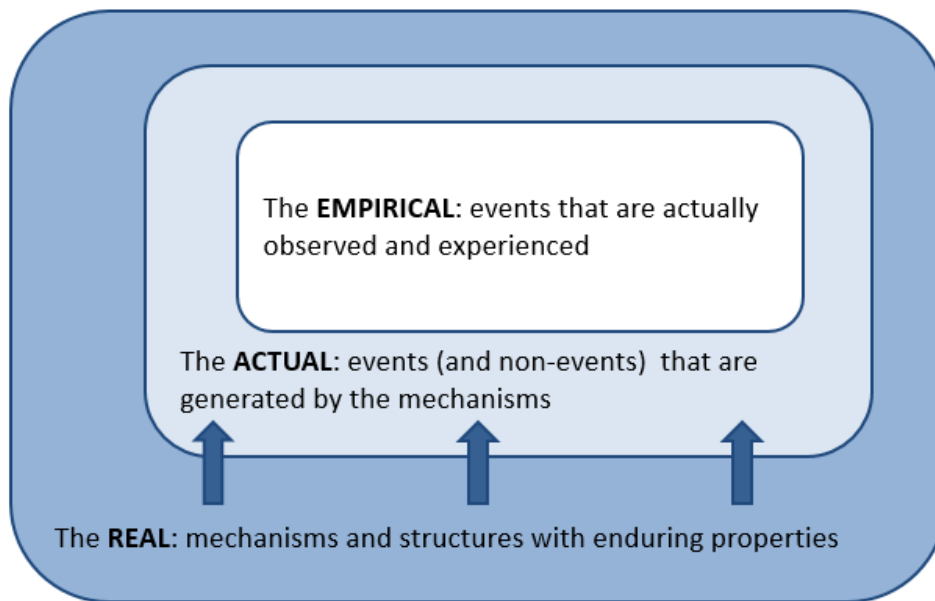 The EMPIRICAL: events that are actually
observed and experienced
The ACTUAL: events (and non-events)  that are
generated by the mechanisms
The REAL: mechanisms and structures with enduring properties